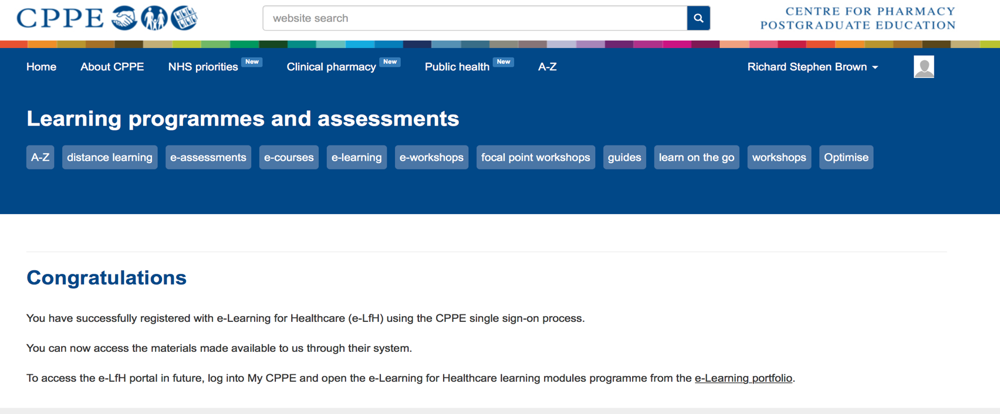 CPPE
website search
CENTRE FOR PHARMACY
POSTGRADUATE EDUCATION
Home About CPPE NHS priorities New Clinical pharmacy New Public health New A-Z Richard Stephen Brown
Learning programmes and assessments
A-Z distance learning e-assessments e-courses e-learning e-workshops focal point workshops guides learn on the go workshops Optimise
Congratulations
You have successfully registered with e-Learning for Healthcare (e-LfH) using the CPPE single sign-on process.
You can now access the materials made available to us through their system.
To access the e-LfH portal in future, log into My CPPE and open the e-Learning for Healthcare learning modules programme from the e-Learning portfolio.